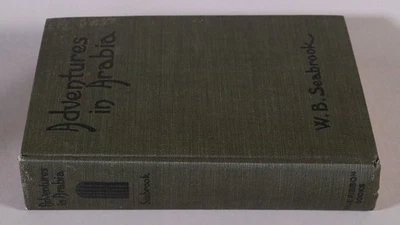 Adventures
in Arabia
W. B. Seabrook
Adventures
in Arabia
Seabrook